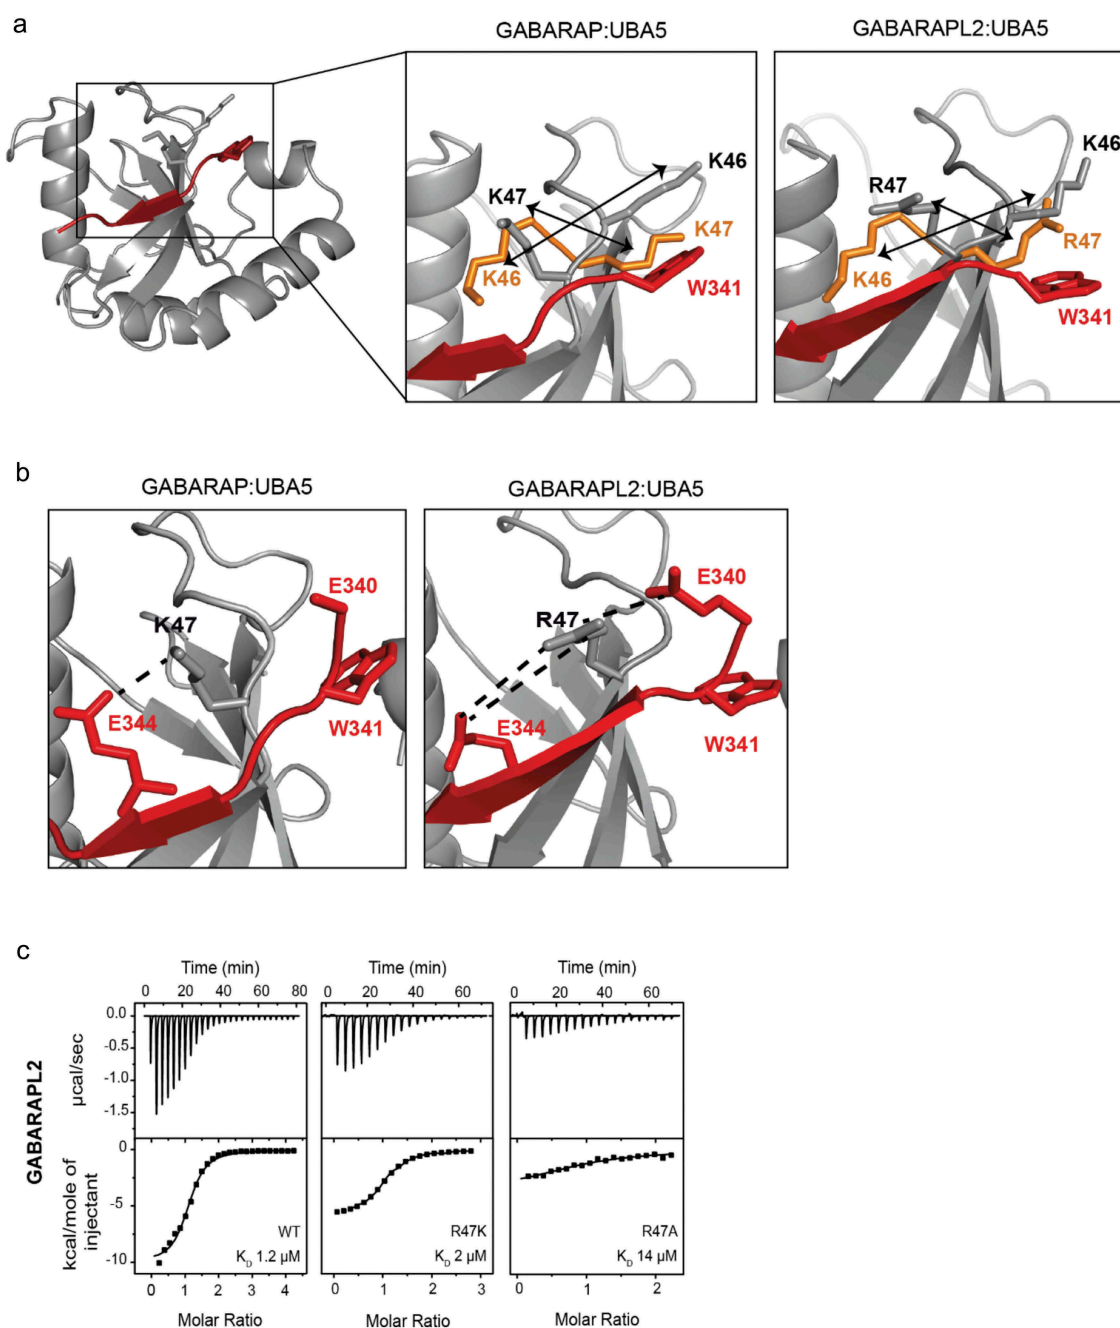 a
GABARAP:UBA5
GABARAPL2:UBA5
K46
K47
K47
K46
W341
K46
R47
R47
K46
W341
b
GABARAP:UBA5
GABARAPL2:UBA5
E340
K47
E344
W341
E340
R47
E344
W341
c
Time (min)
Time (min)
Time (min)
0 20 40 60 80
0 20 40 60
0 20 40 60
GABARAPL2
µcal/sec
0.0
-0.5
-1.0
-1.5
kcal/mole of
injectant
0
-5
-10
WT
K_D 1.2 µM
R47K
K_D 2 µM
R47A
K_D 14 µM
0 1 2 3 4
0 1 2 3
0 1 2
Molar Ratio
Molar Ratio
Molar Ratio